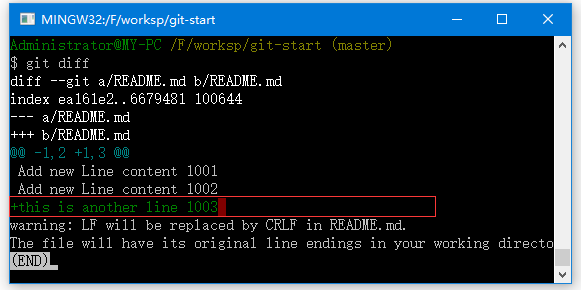 MINGW32:/F/worksp/git-start
Administrator@MY-PC /F/worksp/git-start (master)
$ git diff
diff --git a/README.md b/README.md
index ea161e2..6679481 100644
--- a/README.md
+++ b/README.md
@@ -1,2 +1,3 @@
 Add new Line content 1001
 Add new Line content 1002
+this is another line 1003
warning: LF will be replaced by CRLF in README.md.
The file will have its original line endings in your working directo
(END)